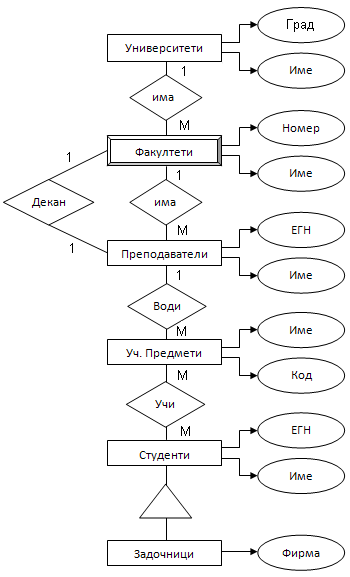 Град
Университети
Име
1
има
М
Номер
Факултети
1
Име
1
Декан
има
М
ЕГН
1
Преподаватели
Име
1
Води
М
Име
Уч. Предмети
М
Код
Учи
М
ЕГН
Студенти
Име
Задочници
Фирма